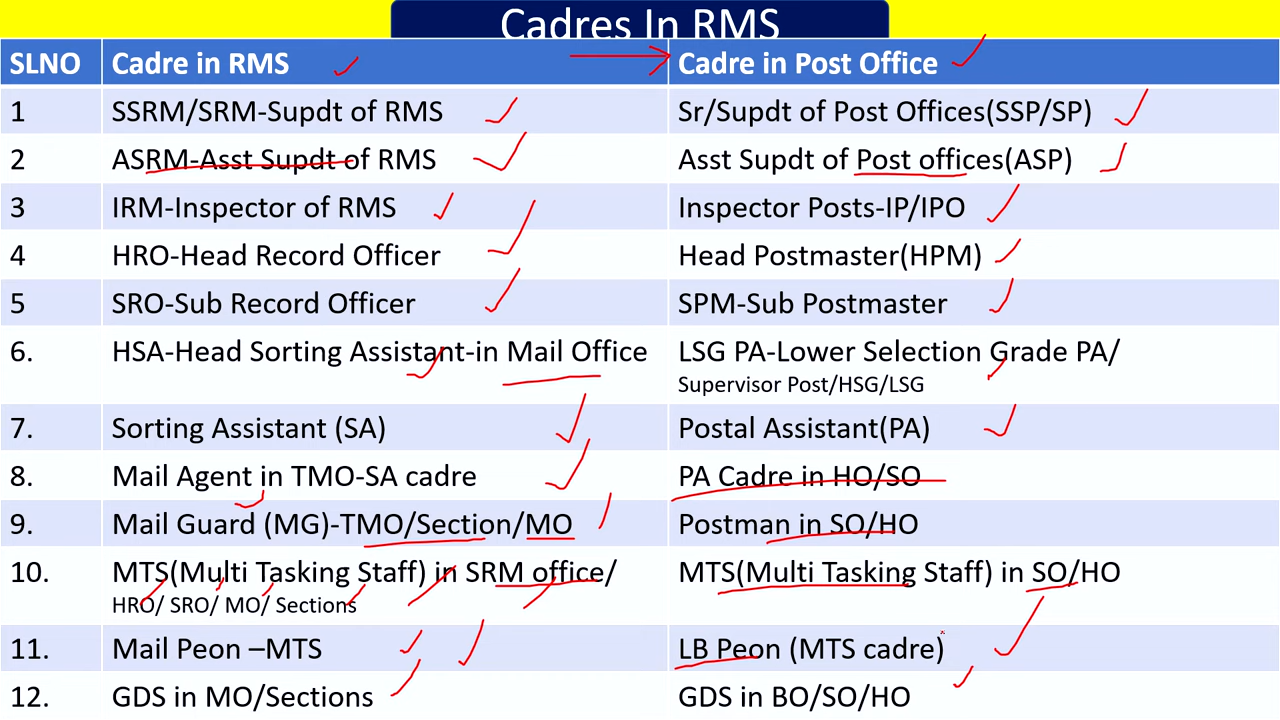 Cadres In RMS
SLNO Cadre in RMS Cadre in Post Office
1 SSRM/SRM-Supdt of RMS Sr/Supdt of Post Offices(SSP/SP)
2 ASRM-Asst Supdt of RMS Asst Supdt of Post offices(ASP)
3 IRM-Inspector of RMS Inspector Posts-IP/IPO
4 HRO-Head Record Officer Head Postmaster(HPM)
5 SRO-Sub Record Officer SPM-Sub Postmaster
6. HSA-Head Sorting Assistant-in Mail Office LSG PA-Lower Selection Grade PA/
Supervisor Post/HSG/LSG
7. Sorting Assistant (SA) Postal Assistant(PA)
8. Mail Agent in TMO-SA cadre PA Cadre in HO/SO
9. Mail Guard (MG)-TMO/Section/MO Postman in SO/HO
10. MTS(Multi Tasking Staff) in SRM office/ MTS(Multi Tasking Staff) in SO/HO
HRO/ SRO/ MO/ Sections
11. Mail Peon –MTS LB Peon (MTS cadre)
12. GDS in MO/Sections GDS in BO/SO/HO